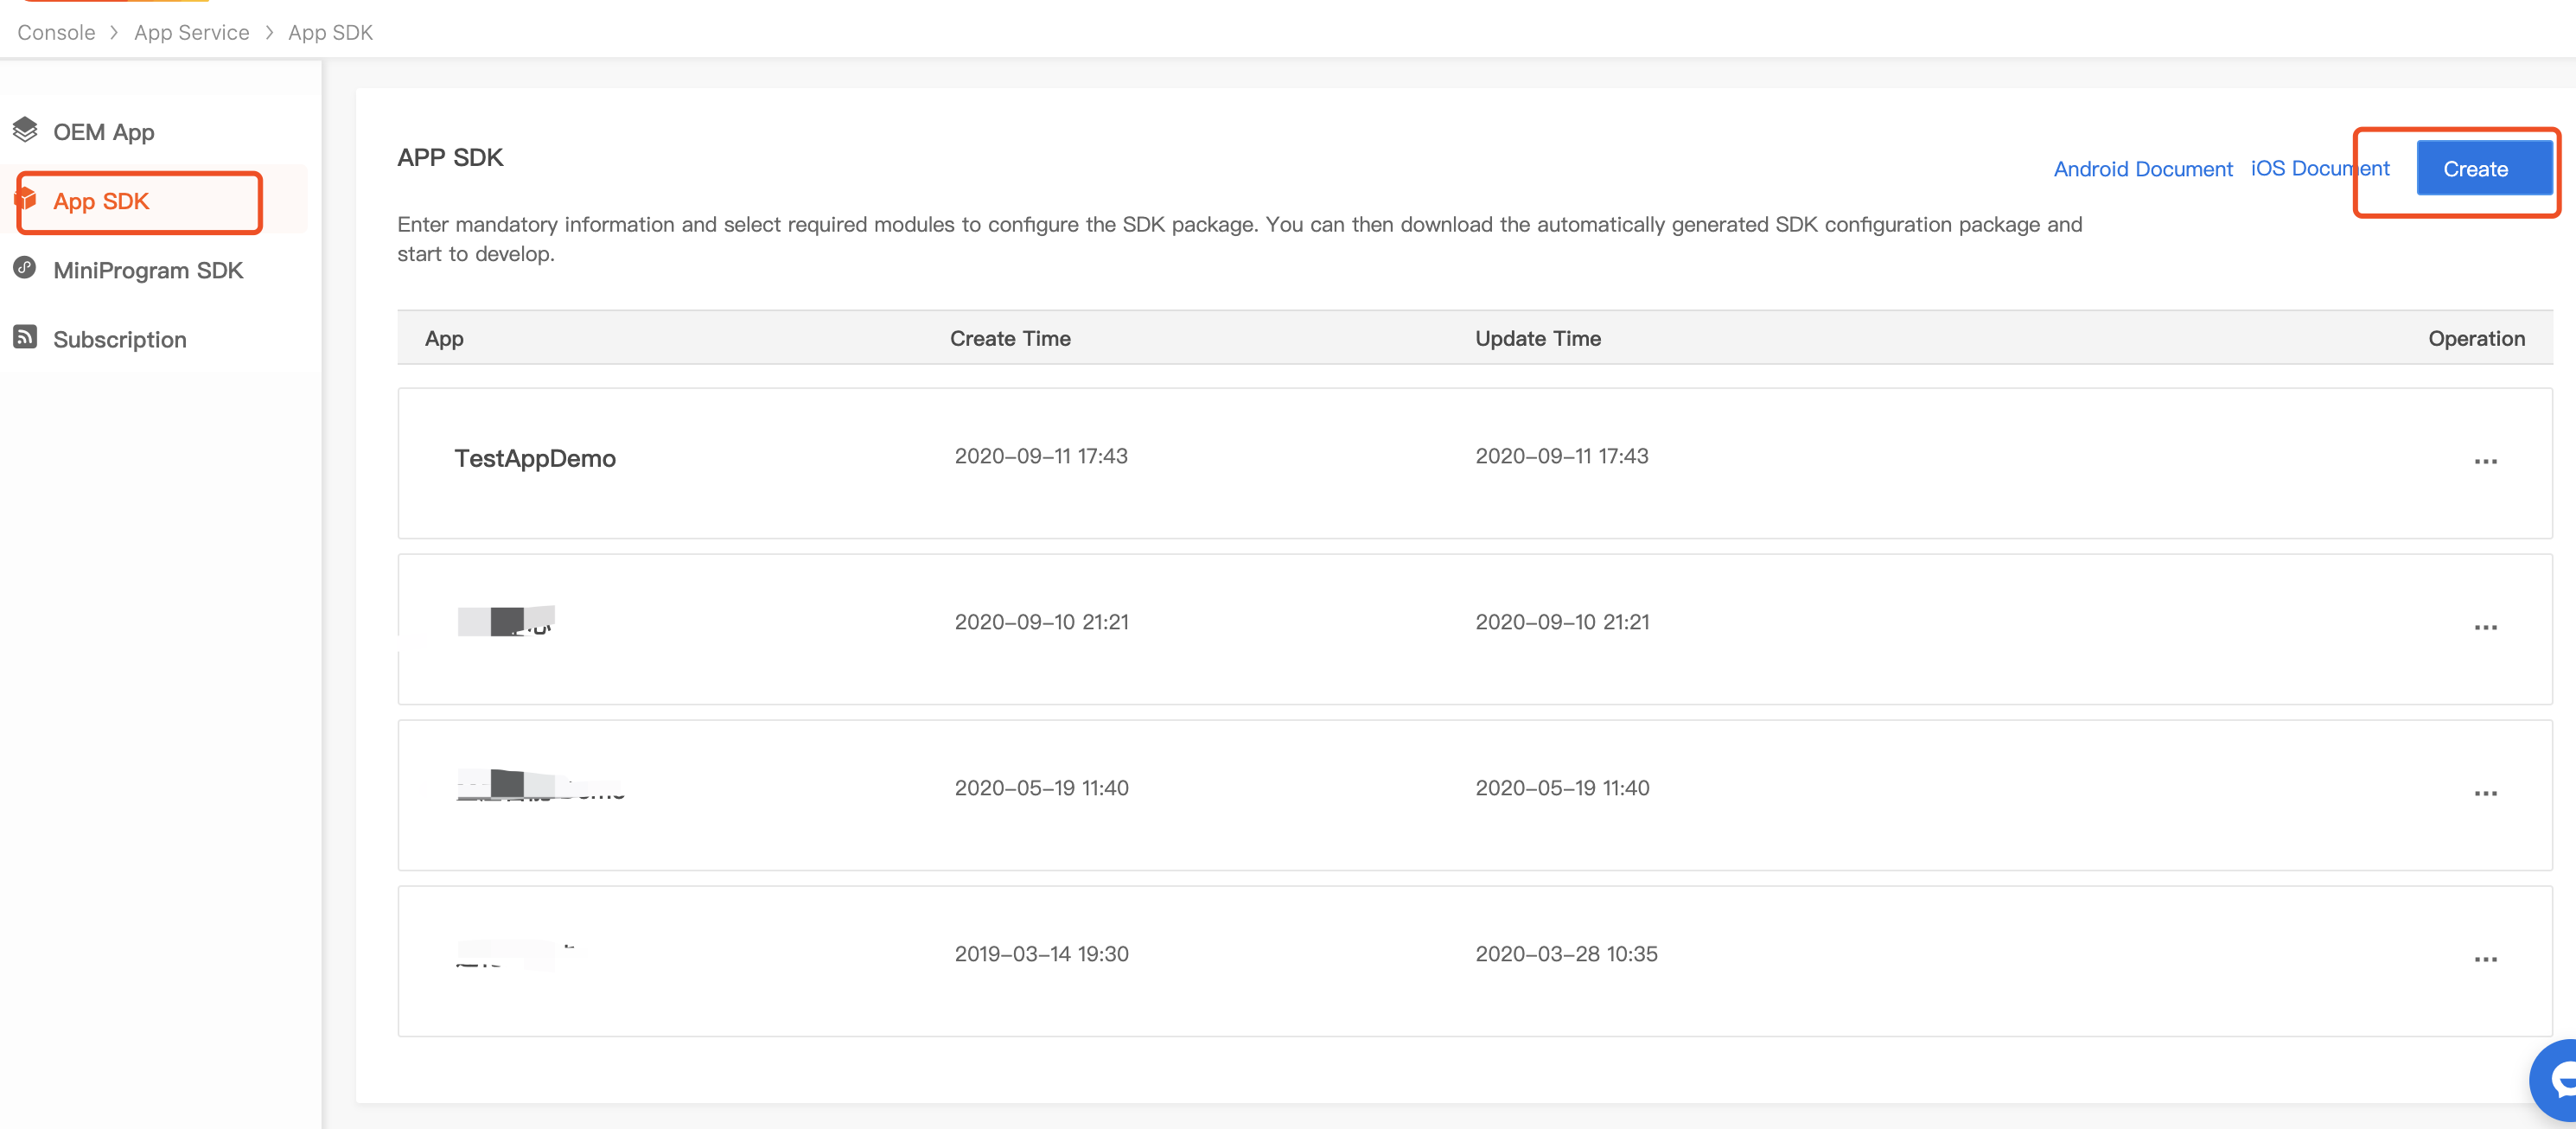 Console > App Service > App SDK
OEM App
App SDK
MiniProgram SDK
Subscription
APP SDK
Android Document iOS Document Create
Enter mandatory information and select required modules to configure the SDK package. You can then download the automatically generated SDK configuration package and
start to develop.
App Create Time Update Time Operation
TestAppDemo 2020-09-11 17:43 2020-09-11 17:43 ...
2020-09-10 21:21 2020-09-10 21:21 ...
2020-05-19 11:40 2020-05-19 11:40 ...
2019-03-14 19:30 2020-03-28 10:35 ...